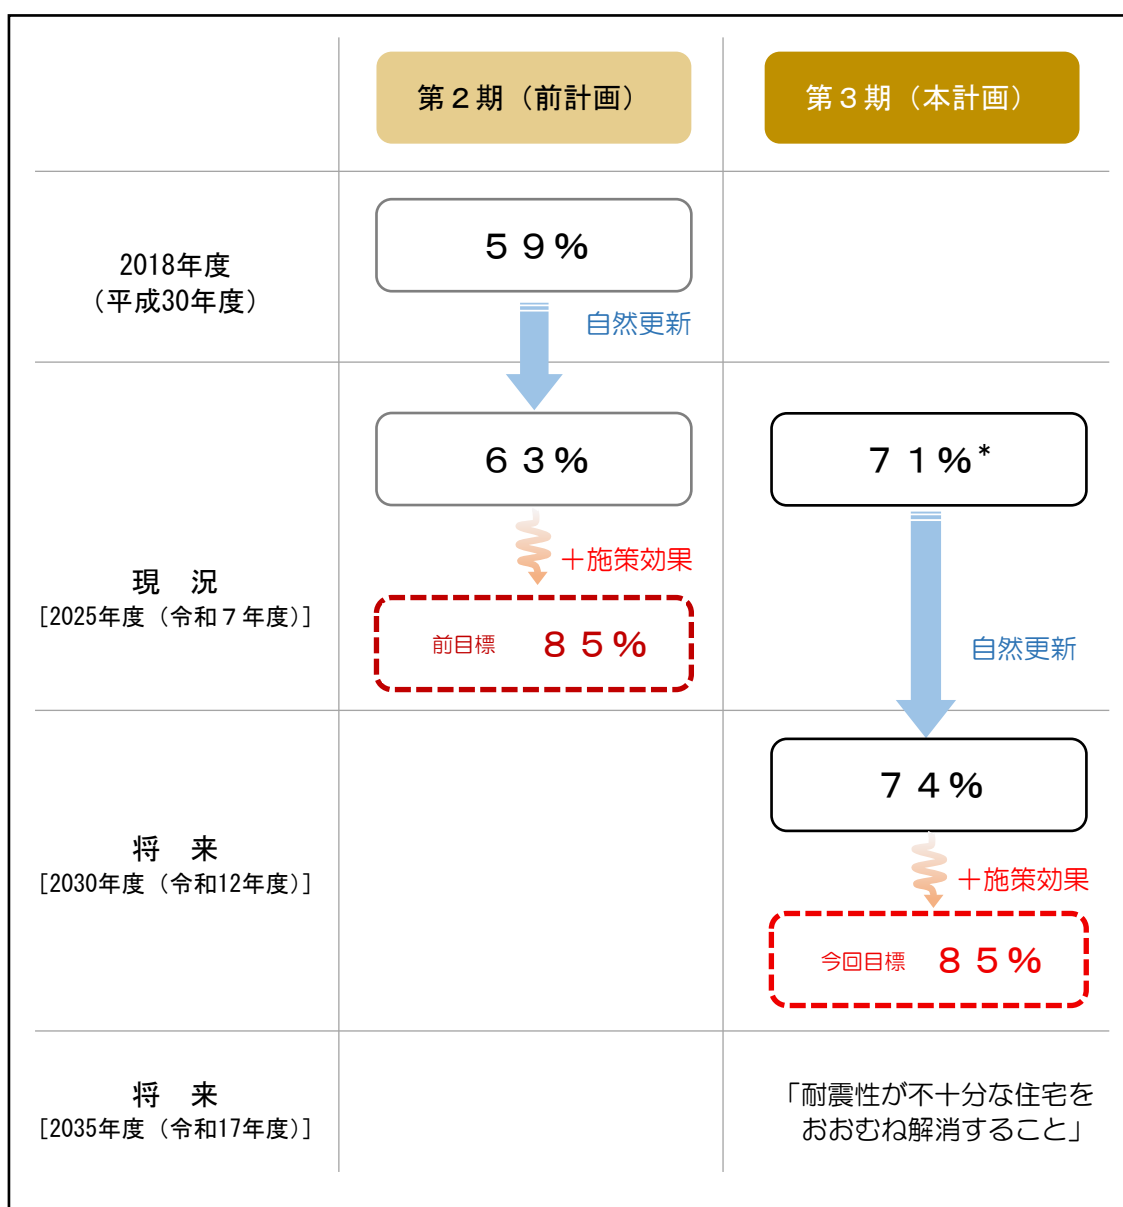 第２期（前計画）
第３期（本計画）
2018年度
（平成30年度）
５９%
自然更新
現　況
[2025年度（令和７年度)]
６３%
＋施策効果
前目標　８５%
７１%*
自然更新
将　来
[2030年度（令和12年度)]
７４%
＋施策効果
今回目標　８５%
将　来
[2035年度（令和17年度)]
「耐震性が不十分な住宅を
おおむね解消すること」